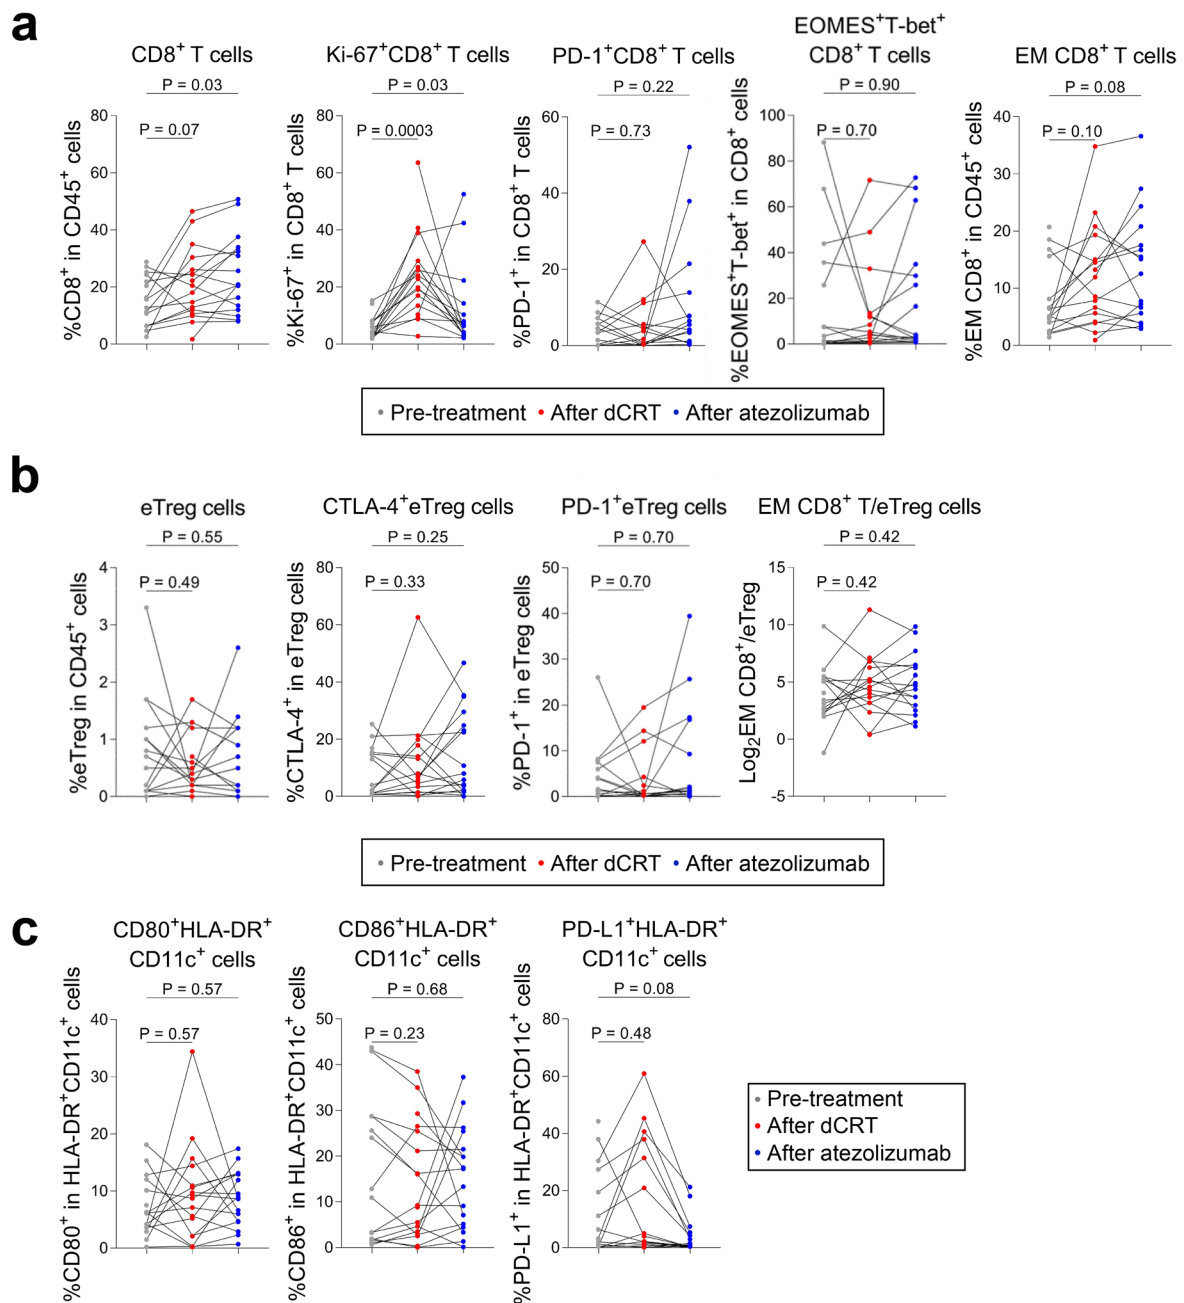 a
CD8+ T cells
P = 0.03
P = 0.07
%CD8+ in CD45+ cells
80
60
40
20
0
Ki-67+CD8+ T cells
P = 0.03
P = 0.0003
%Ki-67+ in CD8+ T cells
80
60
40
20
0
PD-1+CD8+ T cells
P = 0.22
P = 0.73
%PD-1+ in CD8+ T cells
60
40
20
0
EOMES+T-bet+
CD8+ T cells
P = 0.90
P = 0.70
%EOMES+T-bet+ in CD8+ cells
100
80
60
40
20
0
EM CD8+ T cells
P = 0.08
P = 0.10
%EM CD8+ in CD45+ cells
40
30
20
10
0
Pre-treatment After dCRT After atezolizumab
b
eTreg cells
P = 0.55
P = 0.49
%eTreg in CD45+ cells
4
3
2
1
0
CTLA-4+eTreg cells
P = 0.25
P = 0.33
%CTLA-4+ in eTreg cells
80
60
40
20
0
PD-1+eTreg cells
P = 0.70
P = 0.70
%PD-1+ in eTreg cells
50
40
30
20
10
0
EM CD8+ T/eTreg cells
P = 0.42
P = 0.42
Log2EM CD8+/eTreg
15
10
5
0
-5
Pre-treatment After dCRT After atezolizumab
c
CD80+HLA-DR+
CD11c+ cells
P = 0.57
P = 0.57
%CD80+ in HLA-DR+CD11c+ cells
40
30
20
10
0
CD86+HLA-DR+
CD11c+ cells
P = 0.68
P = 0.23
%CD86+ in HLA-DR+CD11c+ cells
50
40
30
20
10
0
PD-L1+HLA-DR+
CD11c+ cells
P = 0.08
P = 0.48
%PD-L1+ in HLA-DR+CD11c+ cells
80
60
40
20
0
Pre-treatment
After dCRT
After atezolizumab